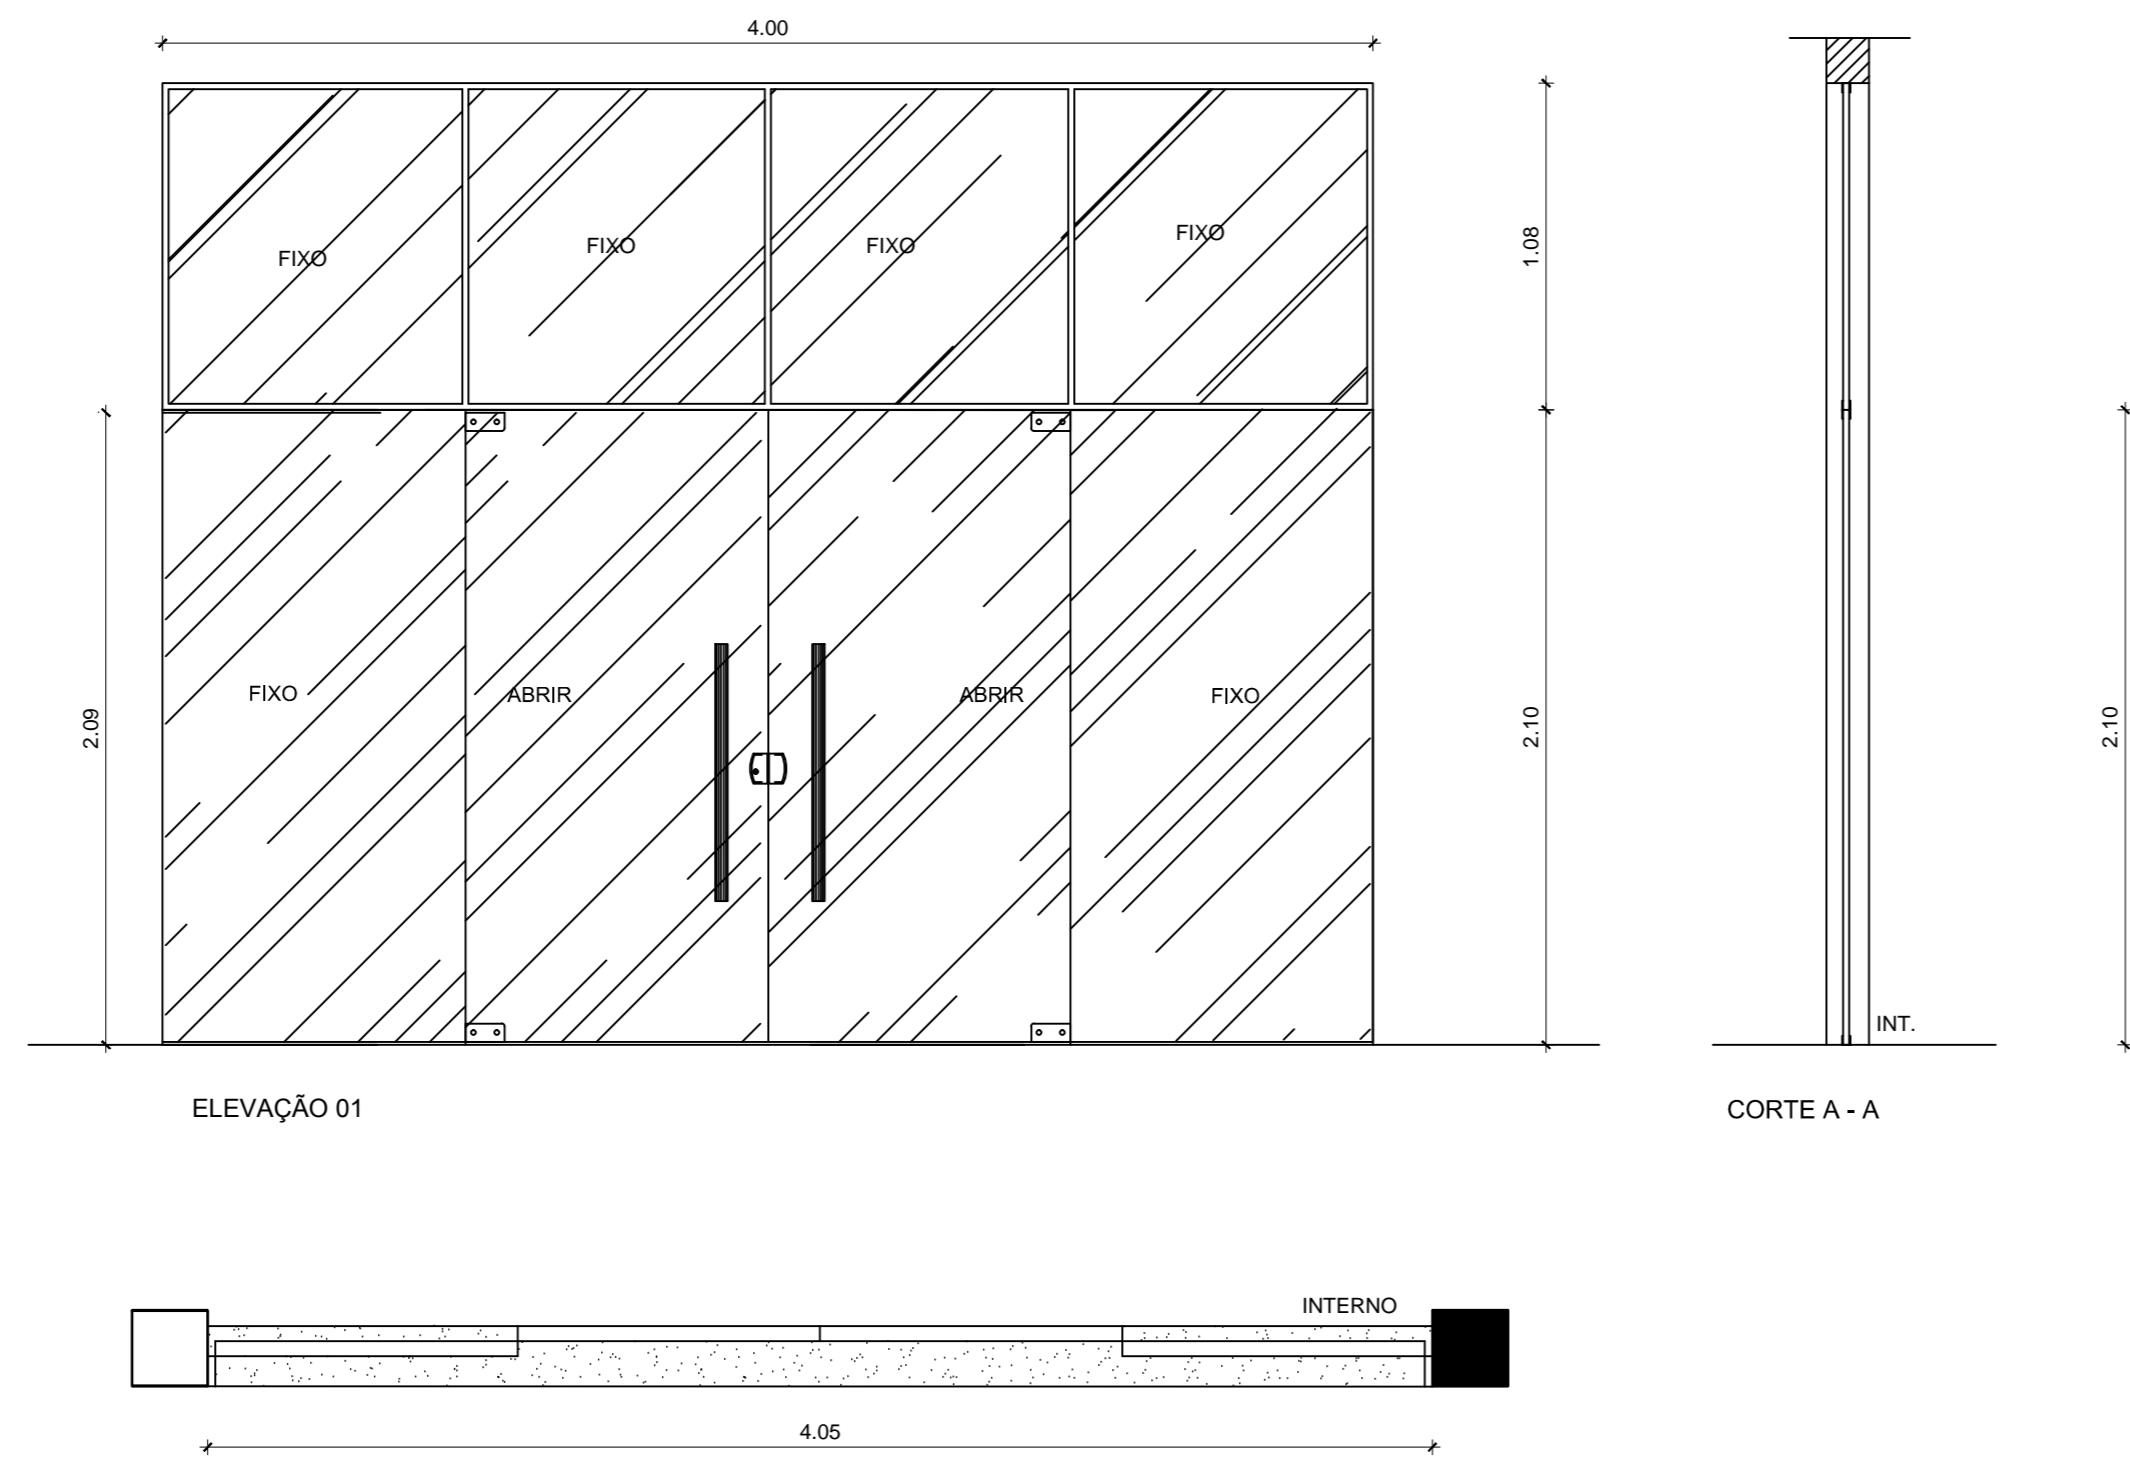 4.00
FIXO
FIXO
FIXO
FIXO
1.08
FIXO
ABRIR
ABRIR
FIXO
2.09
2.10
2.10
INT.
ELEVAÇÃO 01
CORTE A - A
INTERNO
4.05